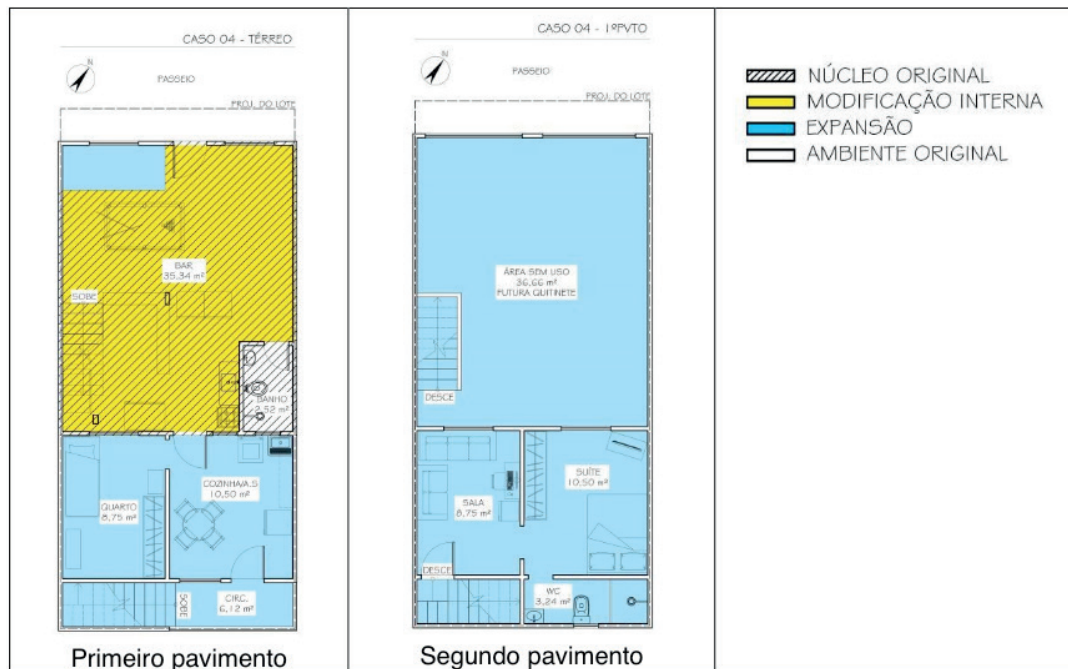 CASO 04 - TÉRREO
N
PASSEIO
PROJ. DO LOTE
BAR
35.34 m²
SOBE
BANHO
2,52 m²
COZINHA/A.S
10,50 m²
QUARTO
8,75 m²
SOBE
CIRC.
6,12 m²
Primeiro pavimento
CASO 04 - 1ºPVTO
N
PASSEIO
PROJ. DO LOTE
ÁREA SEM USO
36,66 m²
FUTURA QUITINETE
DESCE
SUÍTE
10,50 m²
SALA
8,75 m²
DESCE
WC
3,24 m²
Segundo pavimento
NÚCLEO ORIGINAL
MODIFICAÇÃO INTERNA
EXPANSÃO
AMBIENTE ORIGINAL